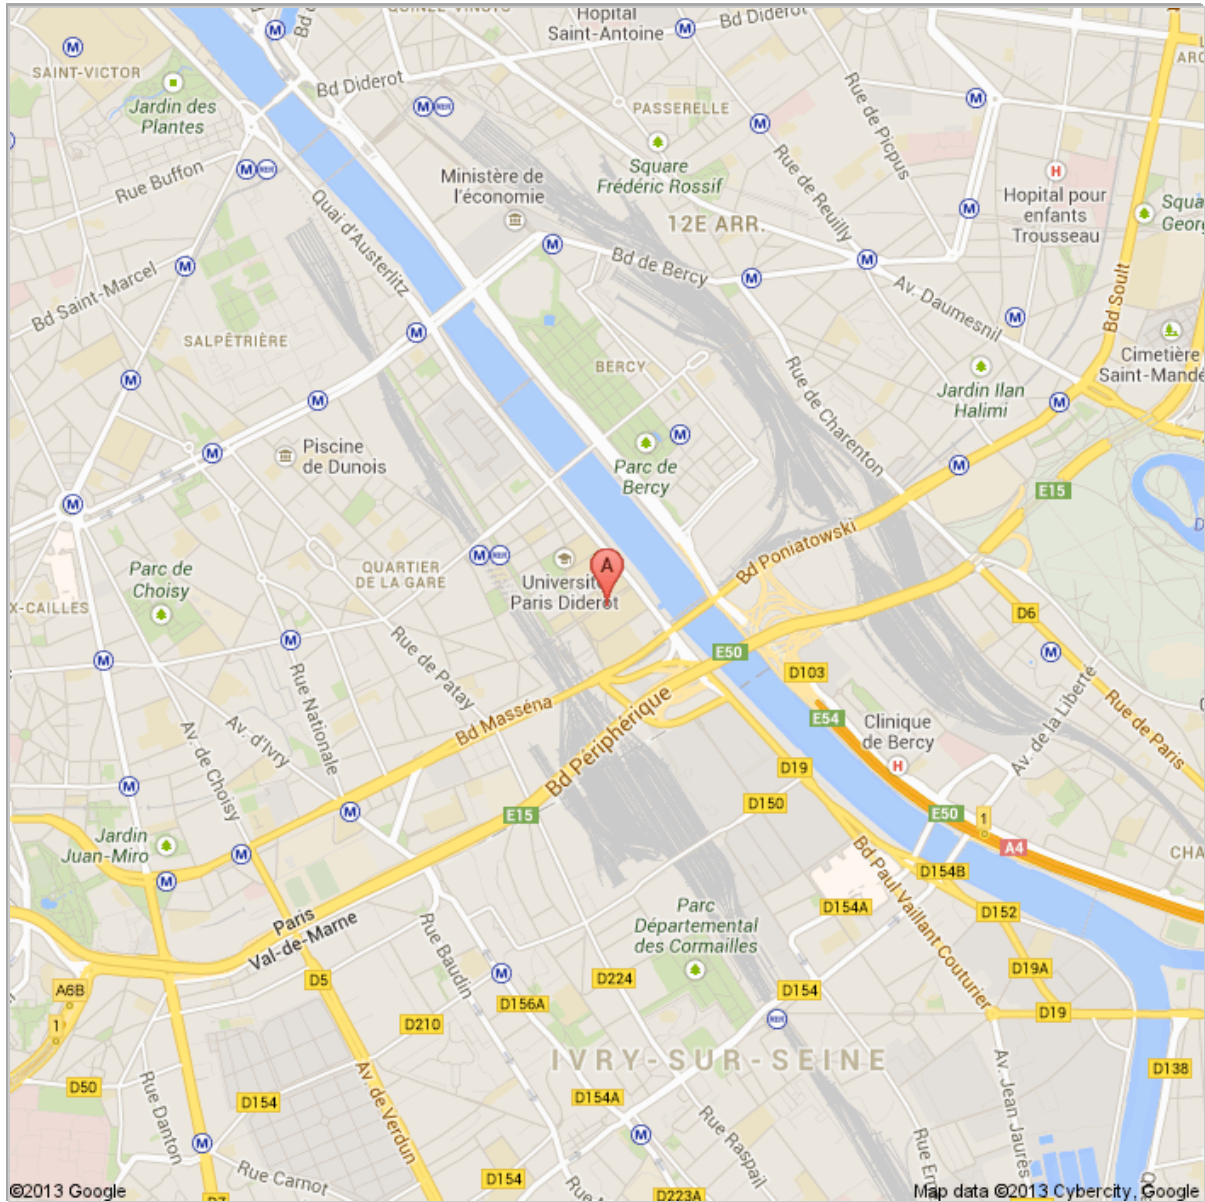 QUINZE-VINGTS
Hopital
Saint-Antoine
Bd Diderot
M
SAINT-VICTOR
Bd Diderot
Jardin des
Plantes
PASSERELLE
Rue de Picpus
Square
Frédéric Rossif
Rue de Reuilly
H
Hopital pour
enfants
Trousseau
Rue Buffon
Ministère de
l'économie
12E ARR.
Quai d'Austerlitz
Bd de Bercy
Av. Daumesnil
Bd Soult
Bd Saint-Marcel
SALPÊTRIÈRE
BERCY
Rue de Charenton
Jardin Ilan
Halimi
Cimetière
Saint-Mandé
Piscine
de Dunois
Parc de
Bercy
E15
Bd Poniatowski
A
Université
Paris Diderot
QUARTIER
DE LA GARE
Parc de
Choisy
X-CAILLES
D6
E50
D103
Rue de Patay
Rue Nationale
Av. d'Ivry
Av. de Choisy
Bd Masséna
Bd Périphérique
E54
Clinique
de Bercy
H
Av. de la Liberté
Rue de Paris
D19
D150
E15
E50
1
A4
CHA
Jardin
Juan-Miro
D154B
Bd Paul Vaillant Couturier
D154A
D152
Paris
Val-de-Marne
Parc
Départemental
des Cormailles
Rue Baudin
D19A
A6B
D5
D224
D154
D156A
D19
1
D210
IVRY-SUR-SEINE
D138
D50
D154
D154A
Av. de Verdun
Rue Danton
Av. Jean Jaurès
Rue Raspail
Rue Carnot
D154
D223A
©2013 Google
Map data ©2013 Cybercity, Google